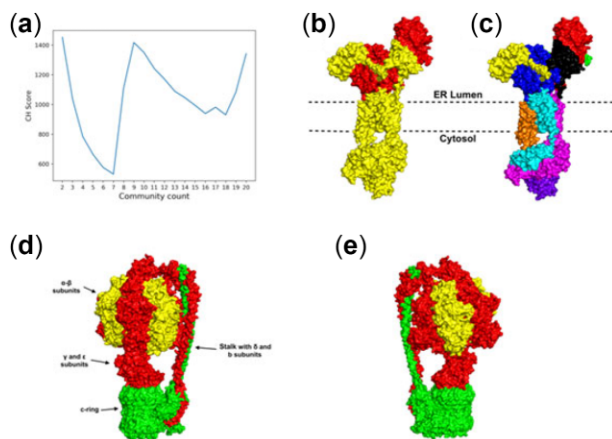 (a)
1400
1200
1000
800
600
CH Score
2 3 4 5 6 7 8 9 10 11 12 13 14 15 16 17 18 19 20
Community count
(b)
(c)
ER Lumen
Cytosol
(d)
α-β
subunits
γ and ε
subunits
c-ring
Stalk with δ and
b subunits
(e)